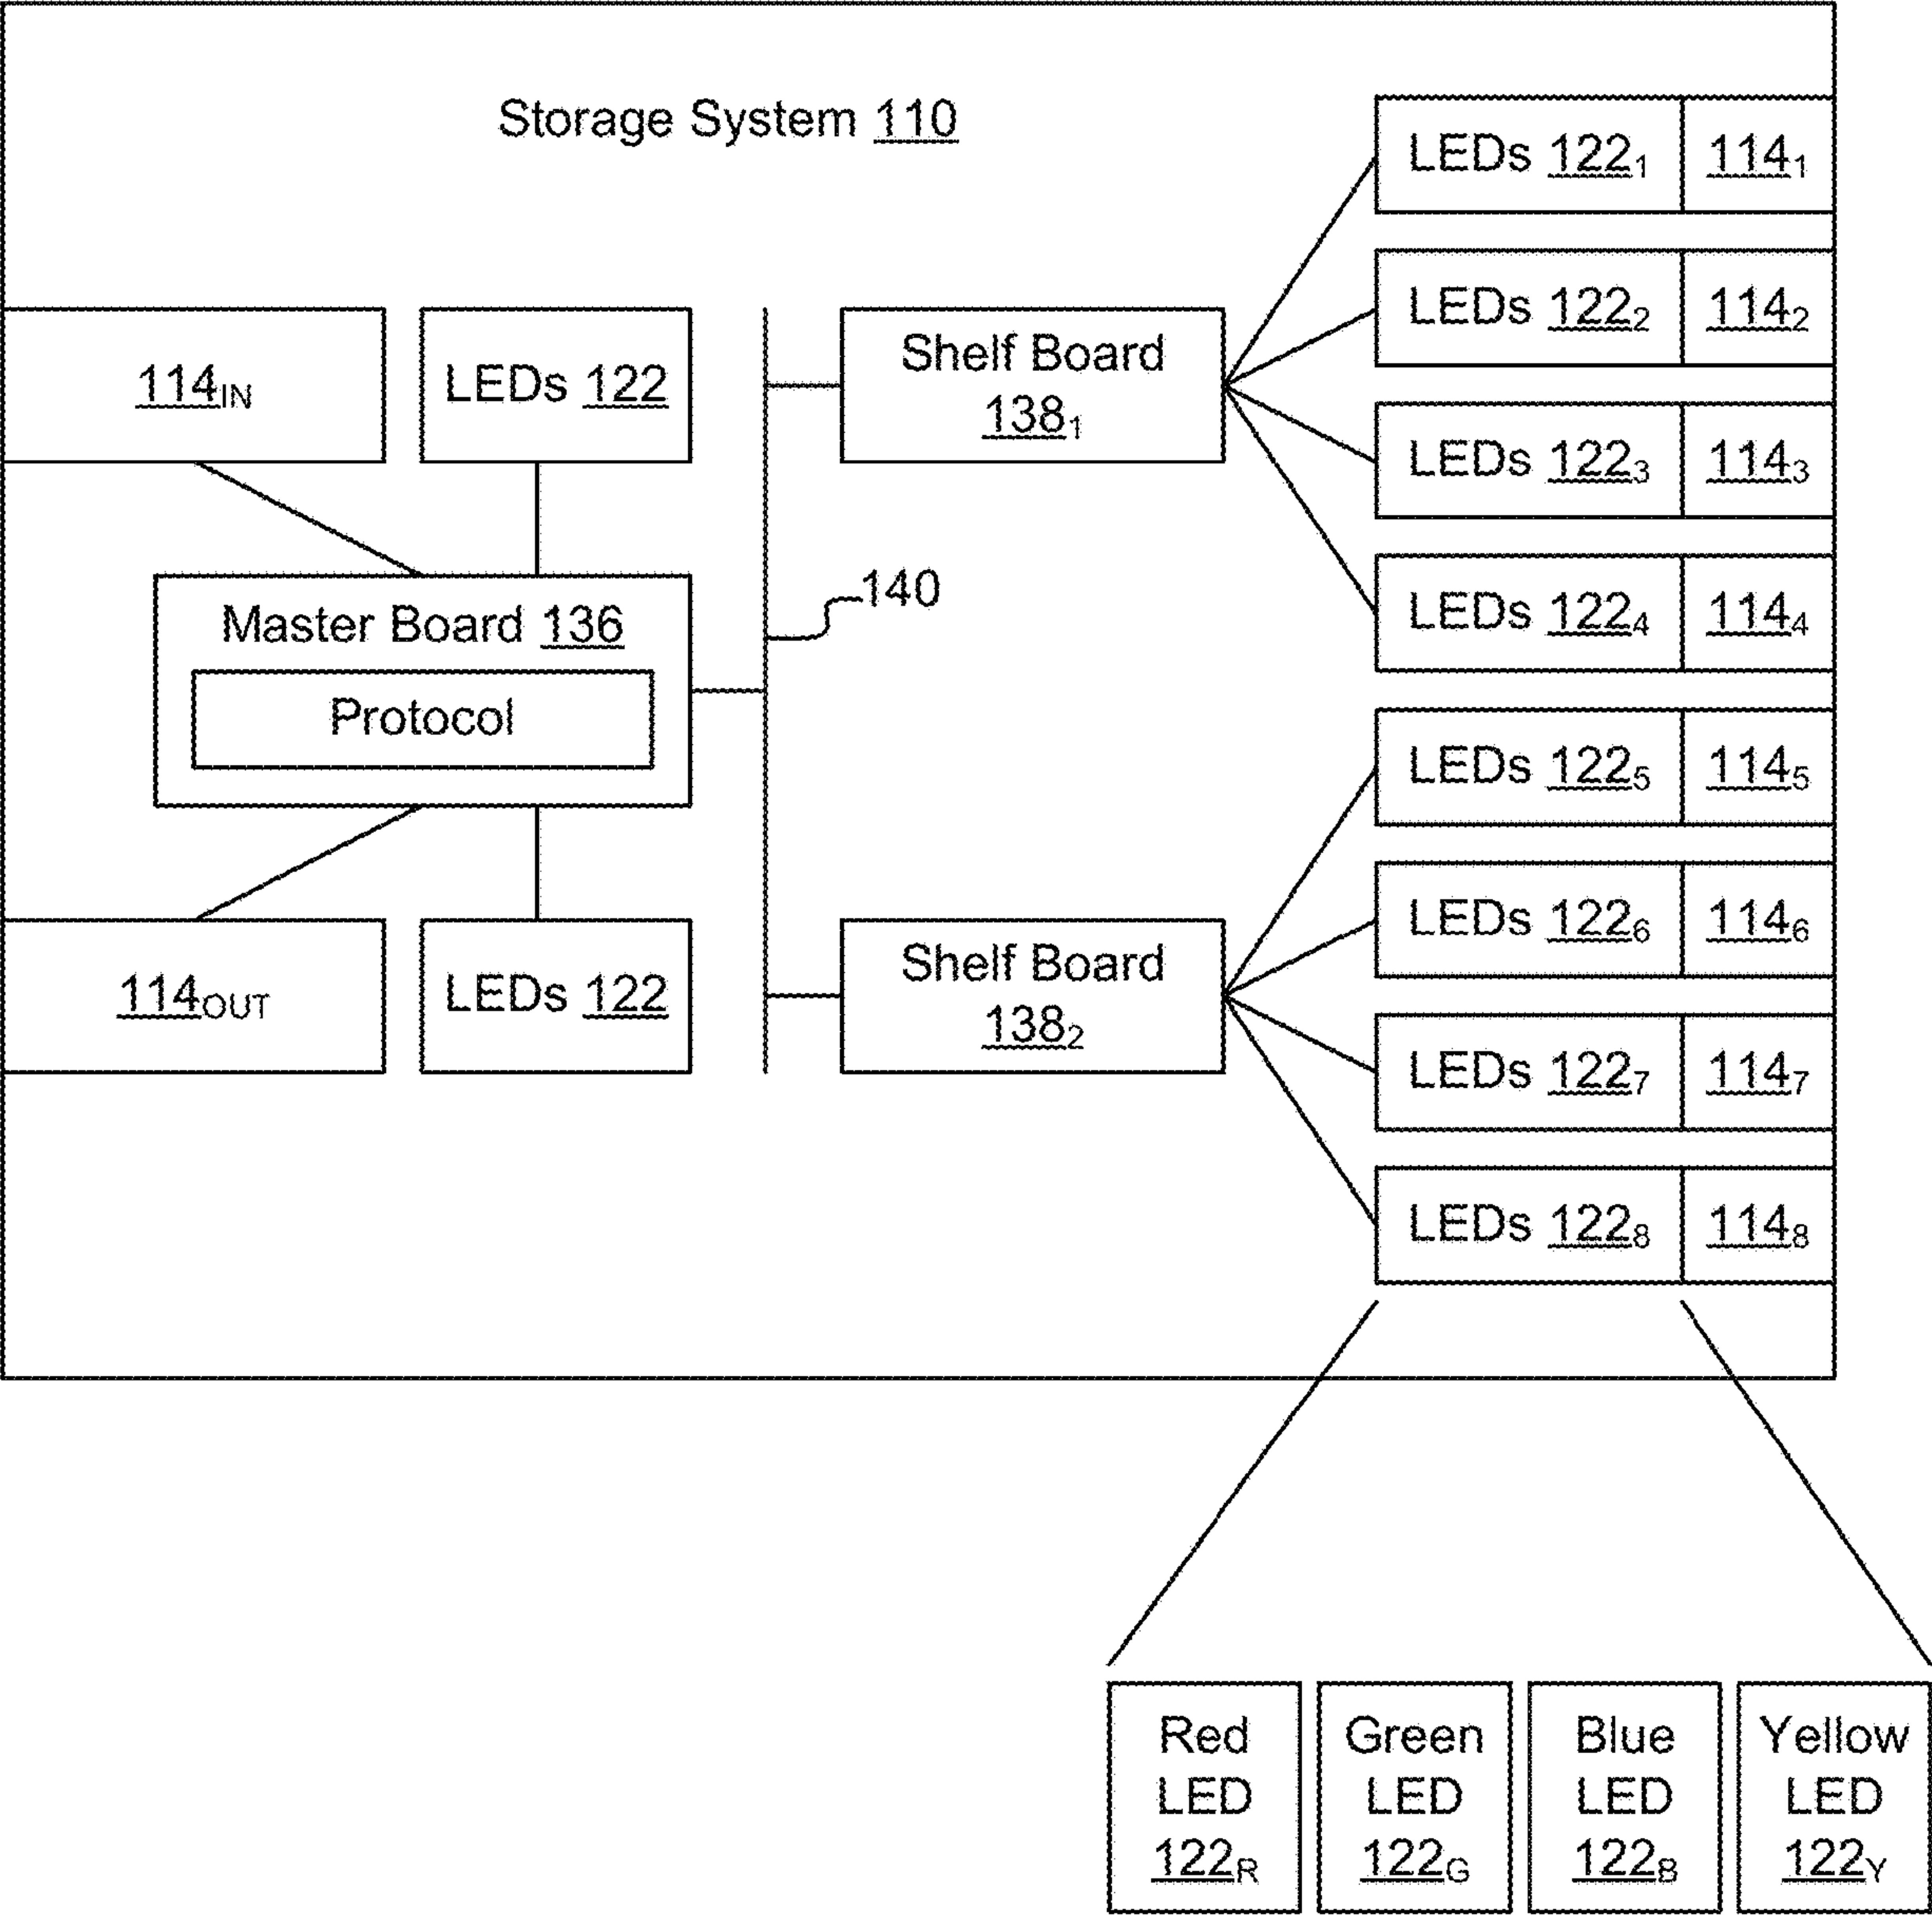 Storage System 110
114IN
LEDs 122
Master Board 136
Protocol
114OUT
LEDs 122
140
Shelf Board
138₁
Shelf Board
138₂
LEDs 122₁ 114₁
LEDs 122₂ 114₂
LEDs 122₃ 114₃
LEDs 122₄ 114₄
LEDs 122₅ 114₅
LEDs 122₆ 114₆
LEDs 122₇ 114₇
LEDs 122₈ 114₈
Red
LED
122R
Green
LED
122G
Blue
LED
122B
Yellow
LED
122Y